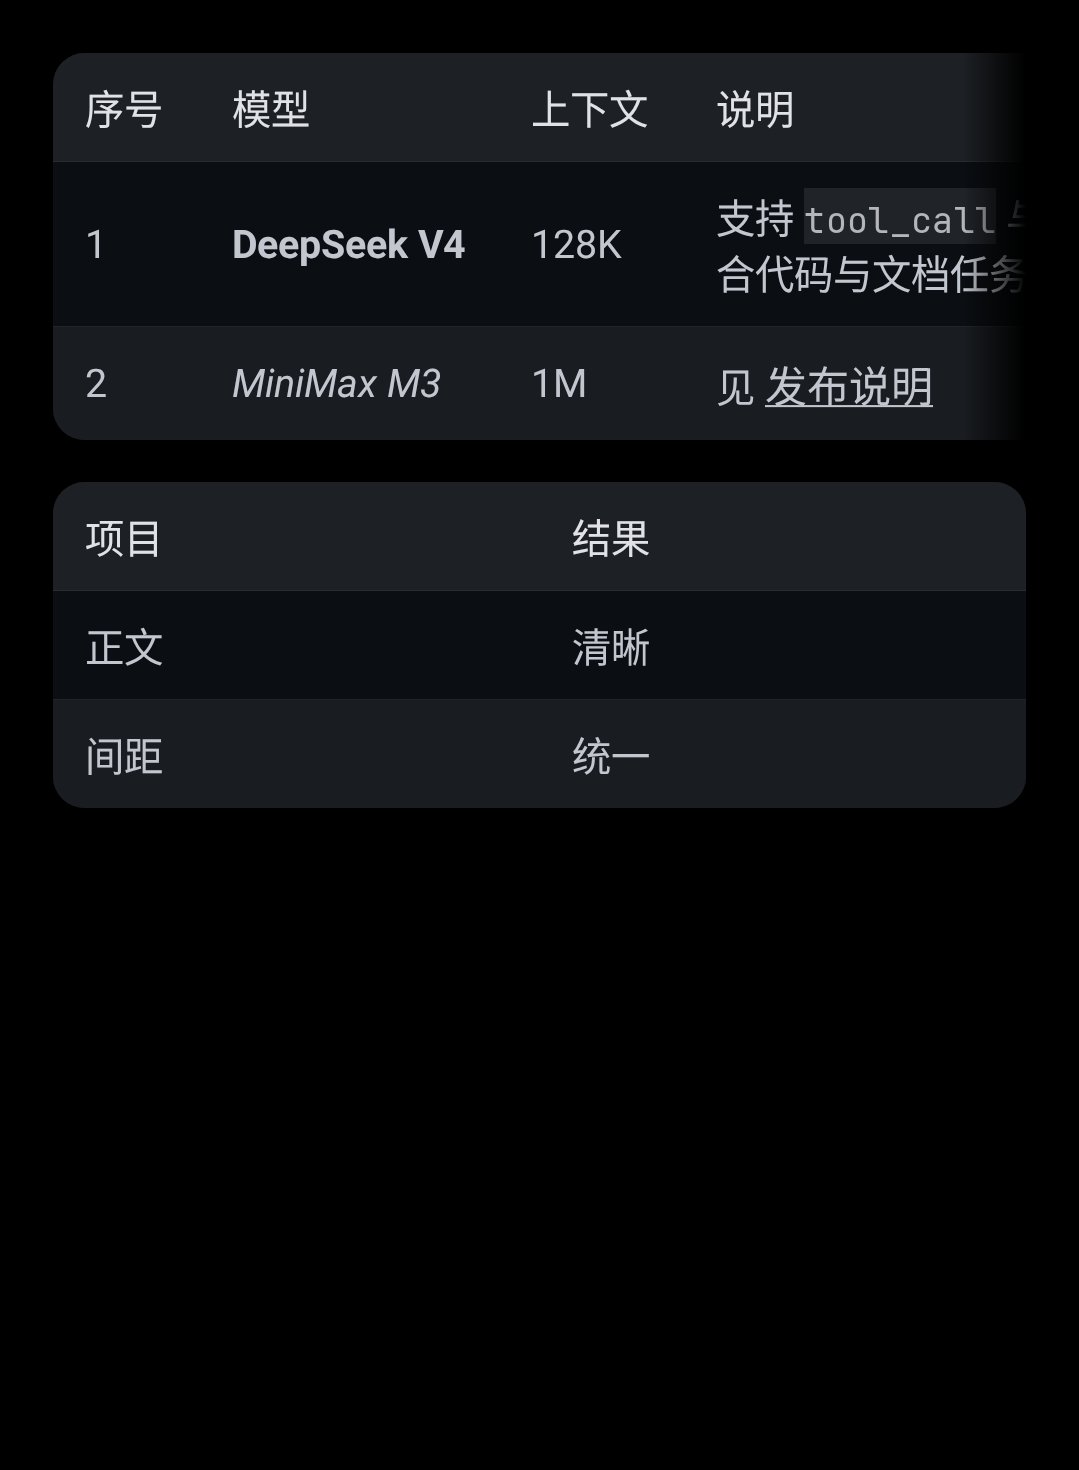 序号 模型 上下文 说明
1 DeepSeek V4 128K 支持 tool_call
合代码与文档任务
2 MiniMax M3 1M 见 发布说明
项目 结果
正文 清晰
间距 统一